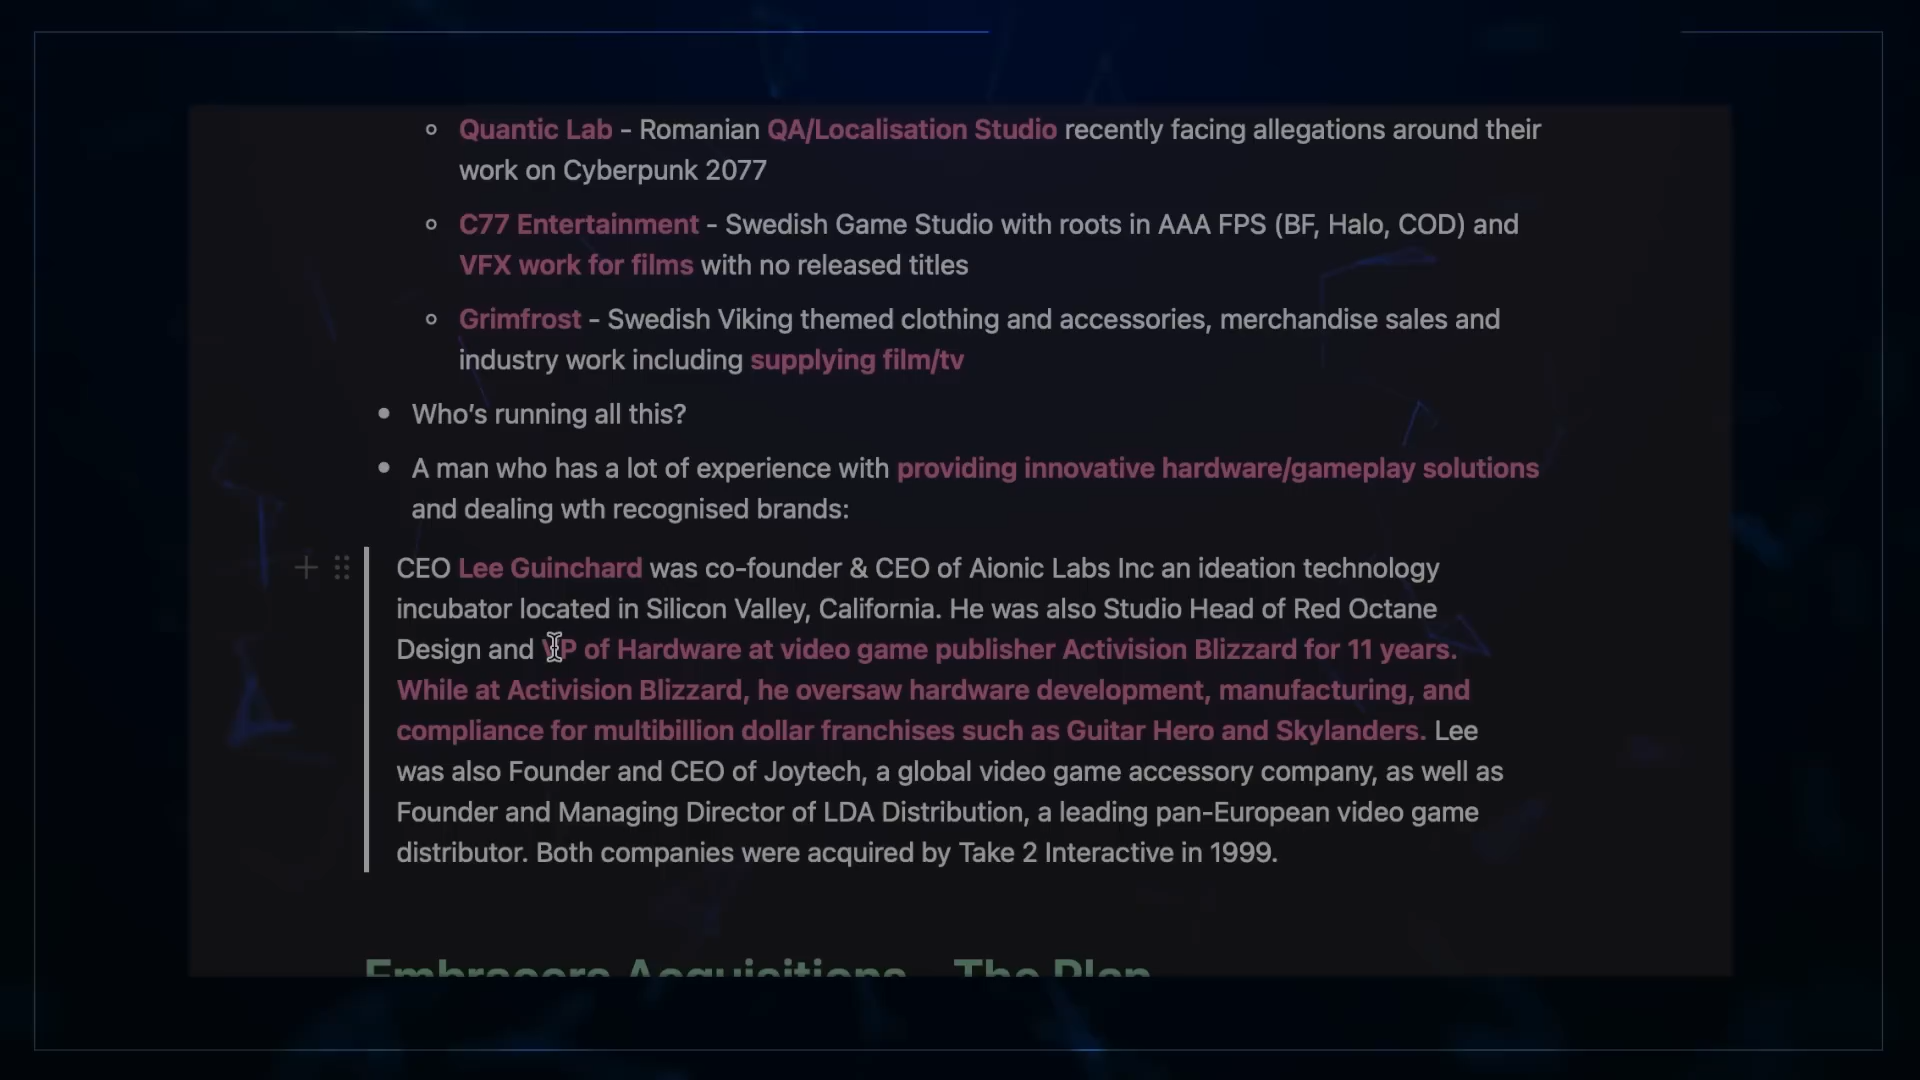 Quantic Lab - Romanian QA/Localisation Studio recently facing allegations around their
work on Cyberpunk 2077
C77 Entertainment - Swedish Game Studio with roots in AAA FPS (BF, Halo, COD) and
VFX work for films with no released titles
Grimfrost - Swedish Viking themed clothing and accessories, merchandise sales and
industry work including supplying film/tv
Who's running all this?
A man who has a lot of experience with providing innovative hardware/gameplay solutions
and dealing wth recognised brands:
CEO Lee Guinchard was co-founder & CEO of Aionic Labs Inc an ideation technology
incubator located in Silicon Valley, California. He was also Studio Head of Red Octane
Design and VP of Hardware at video game publisher Activision Blizzard for 11 years.
While at Activision Blizzard, he oversaw hardware development, manufacturing, and
compliance for multibillion dollar franchises such as Guitar Hero and Skylanders. Lee
was also Founder and CEO of Joytech, a global video game accessory company, as well as
Founder and Managing Director of LDA Distribution, a leading pan-European video game
distributor. Both companies were acquired by Take 2 Interactive in 1999.
Embracers Acquisitions - The Plan